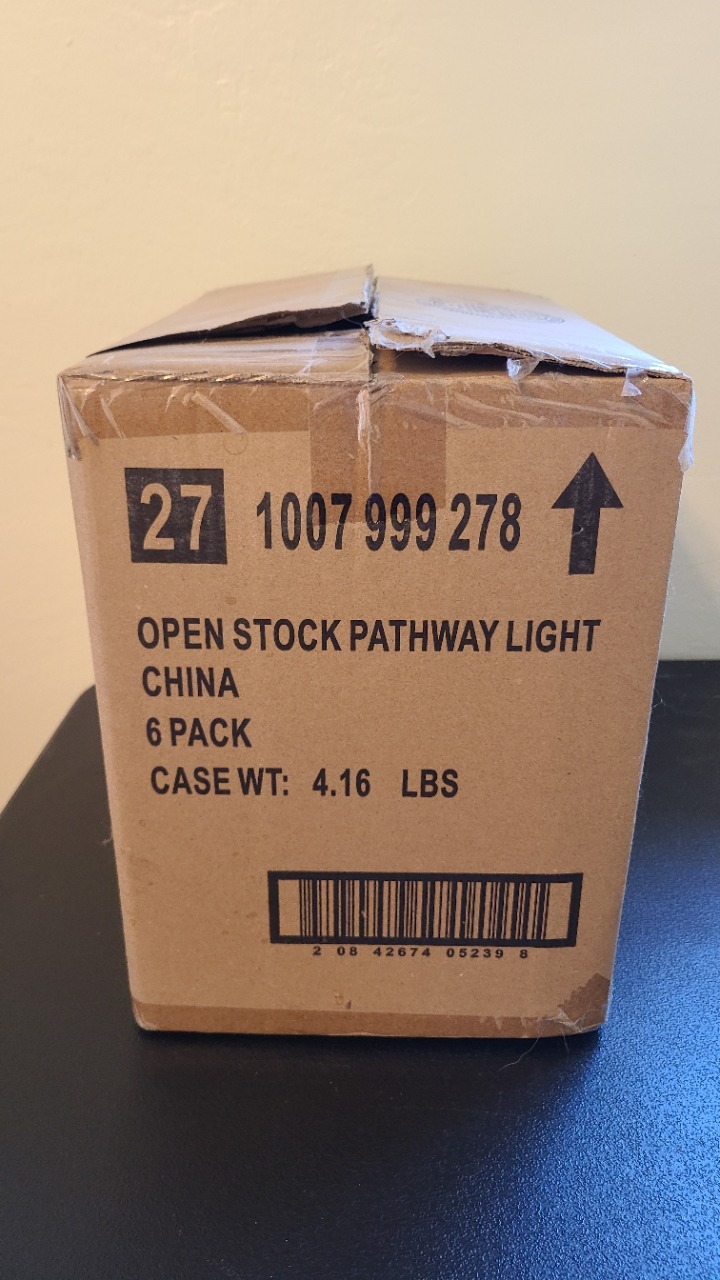 27 1007 999 278
OPEN STOCK PATHWAY LIGHT
CHINA
6 PACK
CASE WT: 4.16 LBS
2 08 42674 05239 8